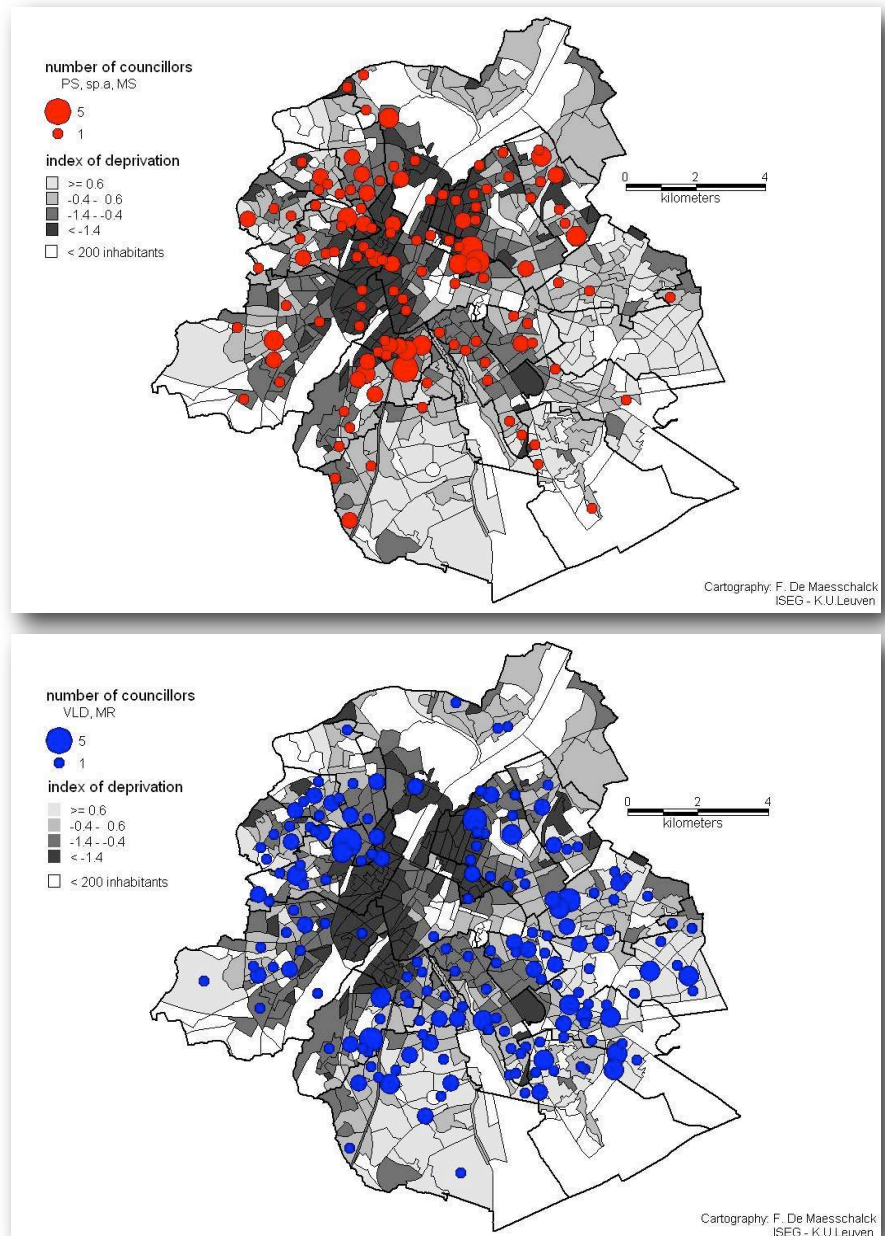 number of councillors
PS, sp.a, MS
5
1
index of deprivation
>= 0.6
-0.4 - 0.6
-1.4 - -0.4
< -1.4
< 200 inhabitants
0 2 4
kilometers
Cartography: F. De Maesschalck
ISEG - K.U.Leuven
number of councillors
VLD, MR
5
1
index of deprivation
>= 0.6
-0.4 - 0.6
-1.4 - -0.4
< -1.4
< 200 inhabitants
0 2 4
kilometers
Cartography: F. De Maesschalck
ISEG - K.U.Leuven